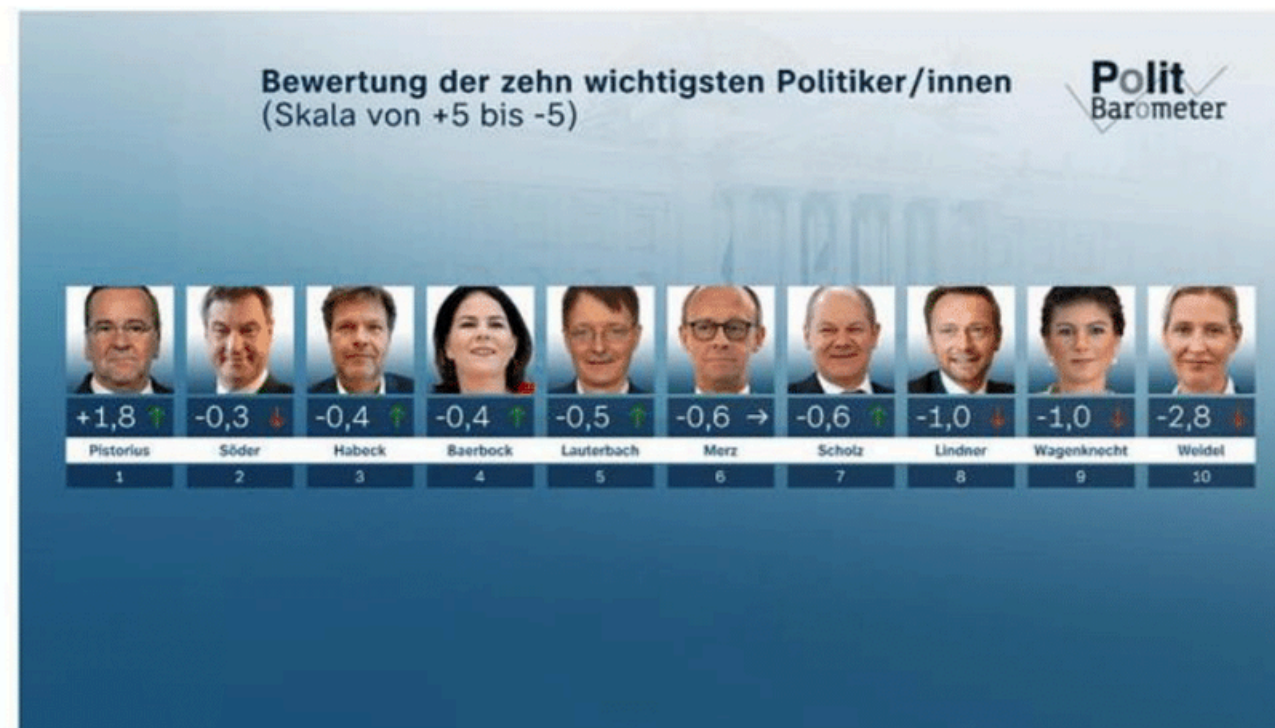 Bewertung der zehn wichtigsten Politiker/innen
(Skala von +5 bis -5)
Polit
Barometer
+1,8 ↑ -0,3 ↓ -0,4 ↑ -0,4 ↑ -0,5 ↑ -0,6 → -0,6 ↑ -1,0 ↓ -1,0 ↓ -2,8 ↓
Pistorius Söder Habeck Baerbock Lauterbach Merz Scholz Lindner Wagenknecht Weidel
1 2 3 4 5 6 7 8 9 10